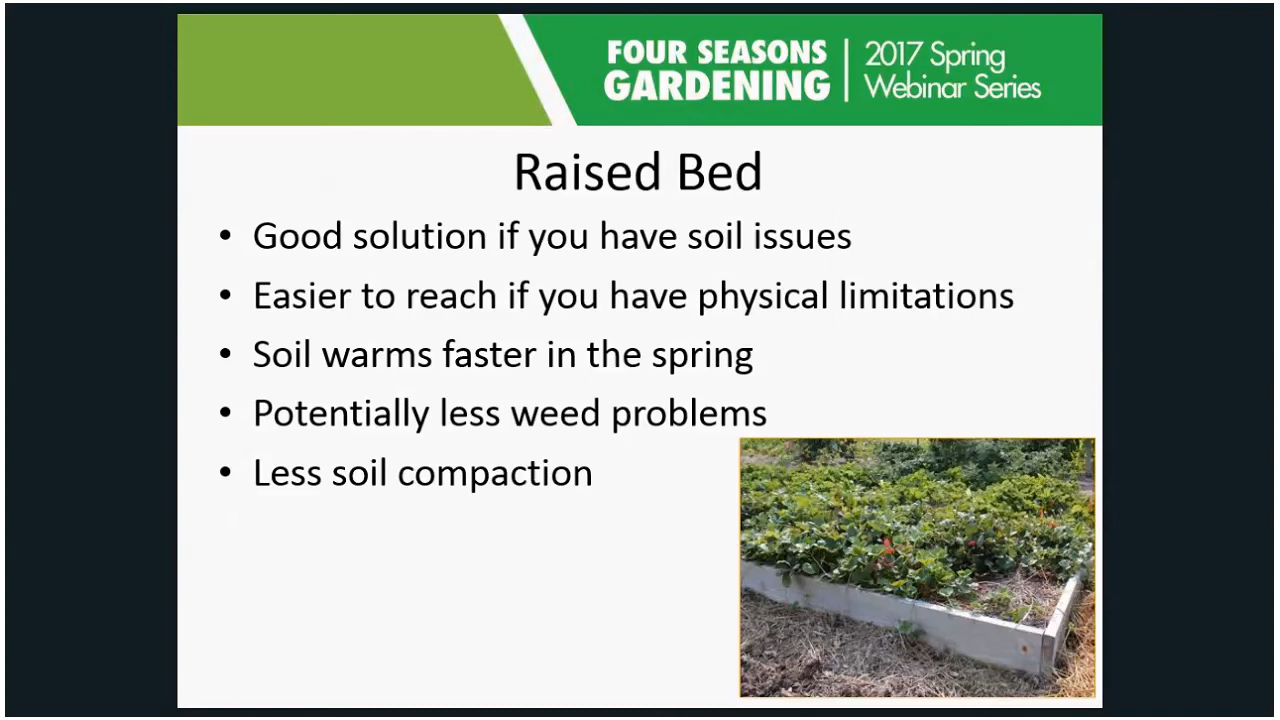 FOUR SEASONS
GARDENING
2017 Spring
Webinar Series
Raised Bed
• Good solution if you have soil issues
• Easier to reach if you have physical limitations
• Soil warms faster in the spring
• Potentially less weed problems
• Less soil compaction